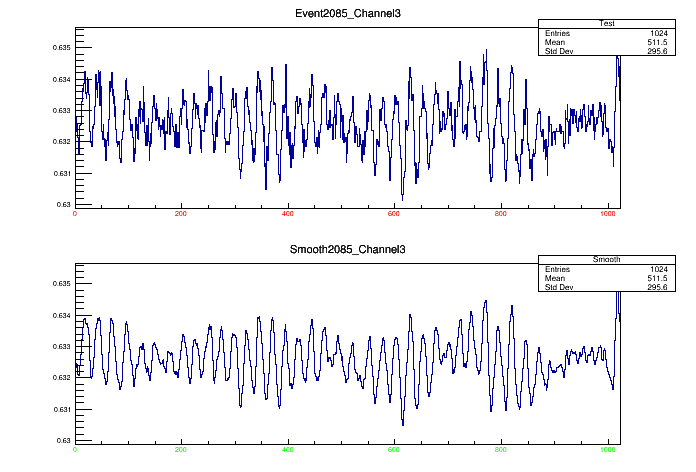 Event2085_Channel3
Test
Entries 1024
Mean 511.5
Std Dev 295.6
0.635
0.634
0.633
0.632
0.631
0.63
0 200 400 600 800 1000
Smooth2085_Channel3
Smooth
Entries 1024
Mean 511.5
Std Dev 295.6
0.635
0.634
0.633
0.632
0.631
0.63
0 200 400 600 800 1000